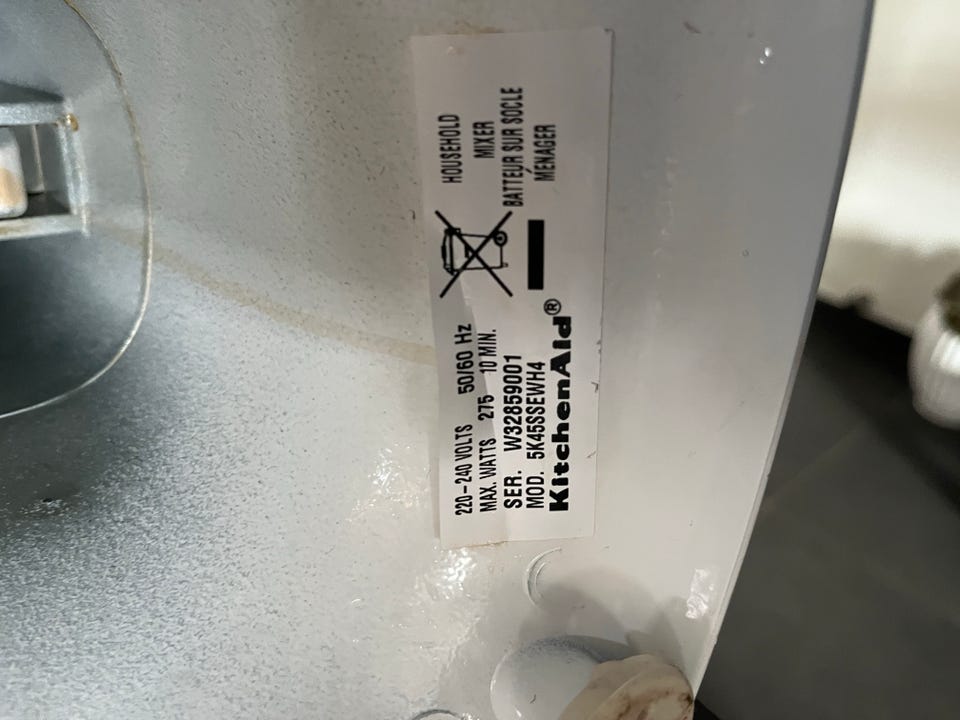 220-240 VOLTS 50/60 Hz
MAX. WATTS 275 10 MIN.
SER. W32859001
MOD. 5K45SSEWH4
KitchenAid®
HOUSEHOLD
MIXER
BATTEUR SUR SOCLE
MÉNAGER